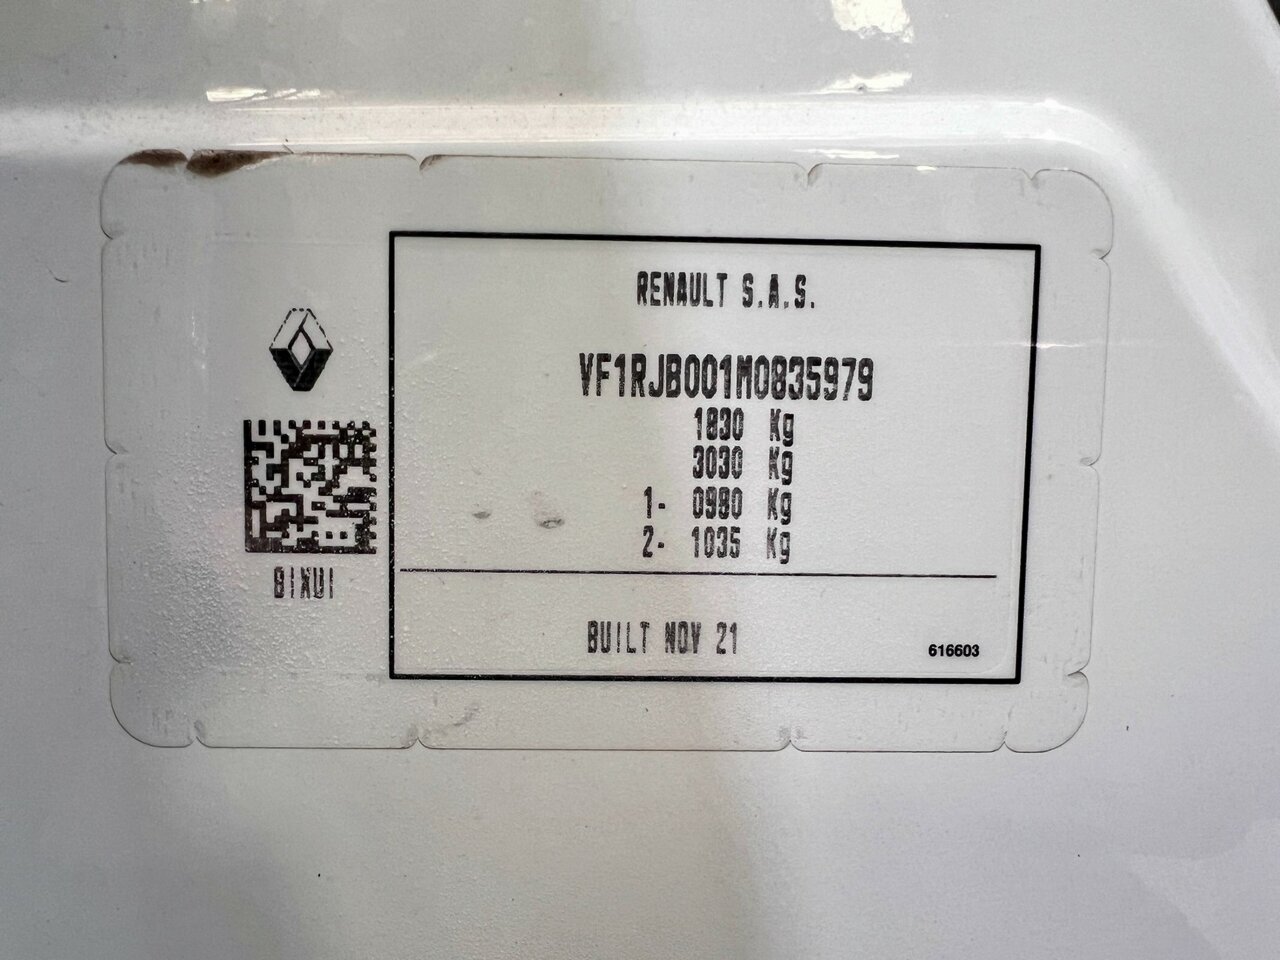 RENAULT S.A.S.
VF1RJB001M0835979
1830 Kg
3030 Kg
1- 0980 Kg
2- 1035 Kg
BIXUI
BUILT NOV 21
616603